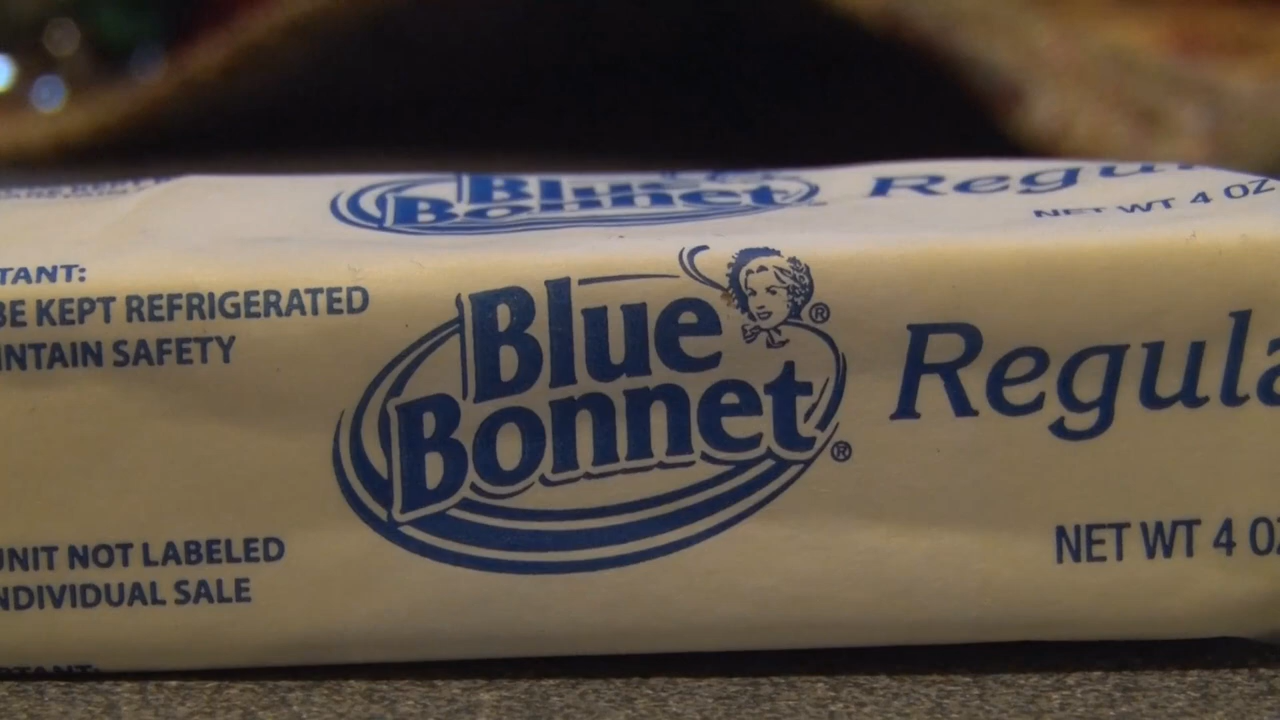 Blue
Bonnet
Regu
NET WT 4 OZ
TANT:
BE KEPT REFRIGERATED
INTAIN SAFETY
Blue
Bonnet
®
®
Regula
NET WT 4 OZ
UNIT NOT LABELED
NDIVIDUAL SALE